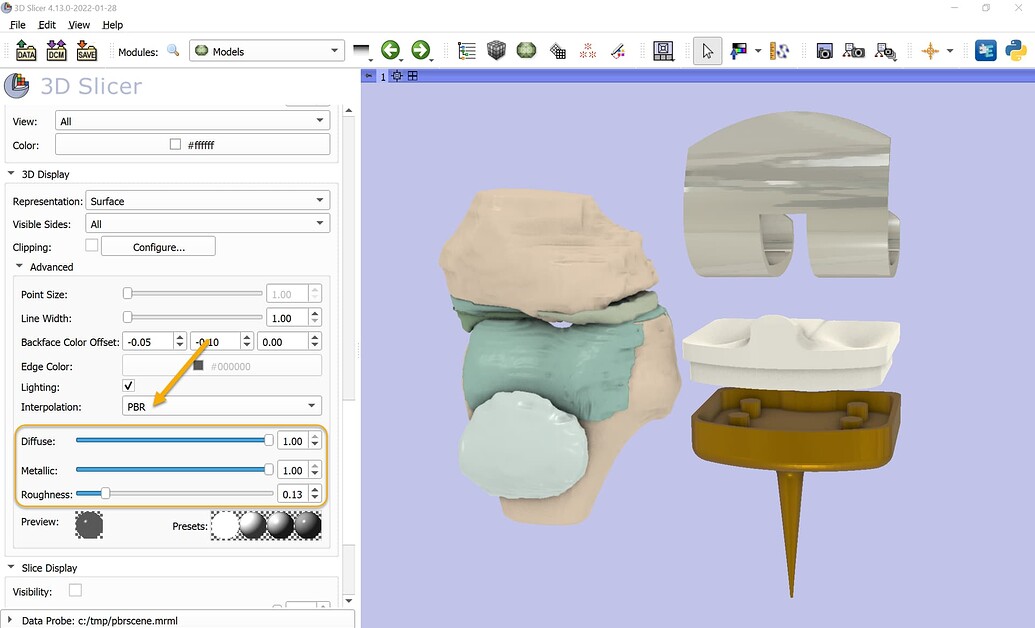 3D Slicer 4.13.0-2022-01-28
File Edit View Help
DATA DCM SAVE Modules: Models
1
3D Slicer
View: All
Color: #ffffff
3D Display
Representation: Surface
Visible Sides: All
Clipping: Configure...
Advanced
Point Size: 1.00
Line Width: 1.00
Backface Color Offset: -0.05 -0.10 0.00
Edge Color: #000000
Lighting:
Interpolation: PBR
Diffuse: 1.00
Metallic: 1.00
Roughness: 0.13
Preview: Presets:
Slice Display
Visibility:
Data Probe: c:/tmp/pbrscene.mrml